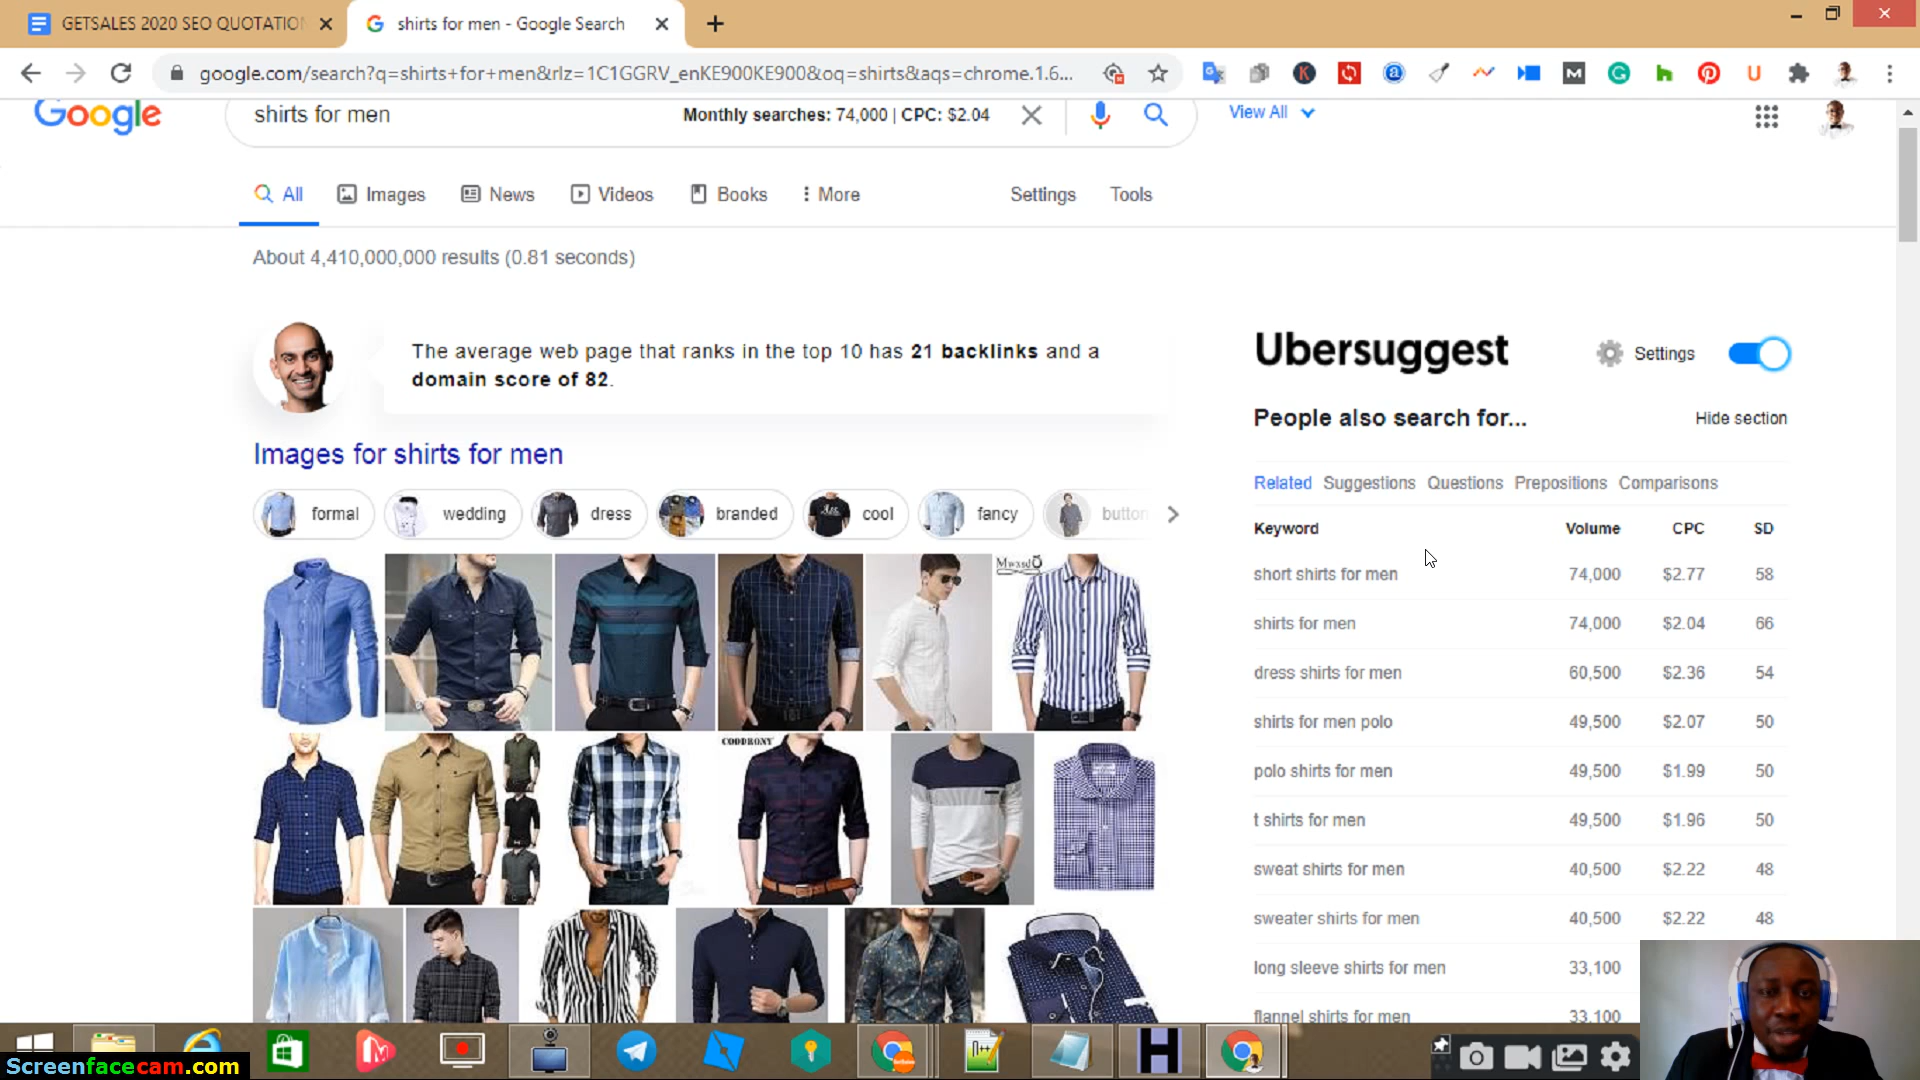 GETSALES 2020 SEO QUOTATION
shirts for men - Google Search
google.com/search?q=shirts+for+men&rlz=1C1GGRV_enKE900KE900&oq=shirts&aqs=chrome.1.6...
Google
shirts for men
Monthly searches: 74,000 | CPC: $2.04
View All
All
Images
News
Videos
Books
More
Settings
Tools
About 4,410,000,000 results (0.81 seconds)
The average web page that ranks in the top 10 has 21 backlinks and a
domain score of 82.
Images for shirts for men
formal
wedding
dress
branded
cool
fancy
button
MwxsdO
COODRONY
Ubersuggest
Settings
People also search for...
Hide section
Related Suggestions Questions Prepositions Comparisons
Keyword Volume CPC SD
short shirts for men 74,000 $2.77 58
shirts for men 74,000 $2.04 66
dress shirts for men 60,500 $2.36 54
shirts for men polo 49,500 $2.07 50
polo shirts for men 49,500 $1.99 50
t shirts for men 49,500 $1.96 50
sweat shirts for men 40,500 $2.22 48
sweater shirts for men 40,500 $2.22 48
long sleeve shirts for men 33,100
flannel shirts for men 33,100
Screenfacecam.com